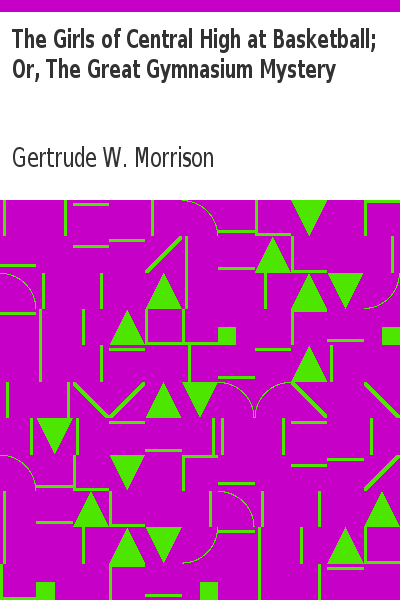 The Girls of Central High at Basketball;
Or, The Great Gymnasium Mystery
Gertrude W. Morrison